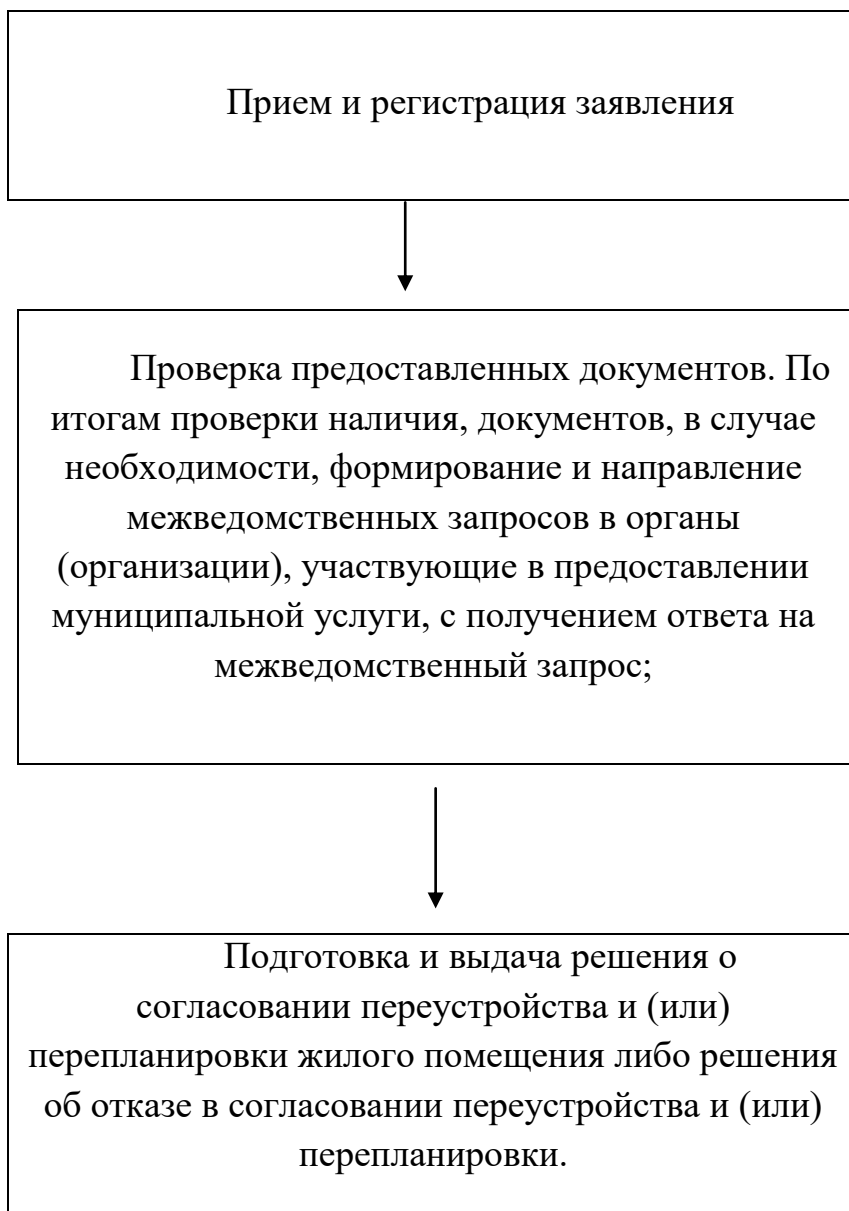 Прием и регистрация заявления
Проверка предоставленных документов. По
итогам проверки наличия, документов, в случае
необходимости, формирование и направление
межведомственных запросов в органы
(организации), участвующие в предоставлении
муниципальной услуги, с получением ответа на
межведомственный запрос;
Подготовка и выдача решения о
согласовании переустройства и (или)
перепланировки жилого помещения либо решения
об отказе в согласовании переустройства и (или)
перепланировки.